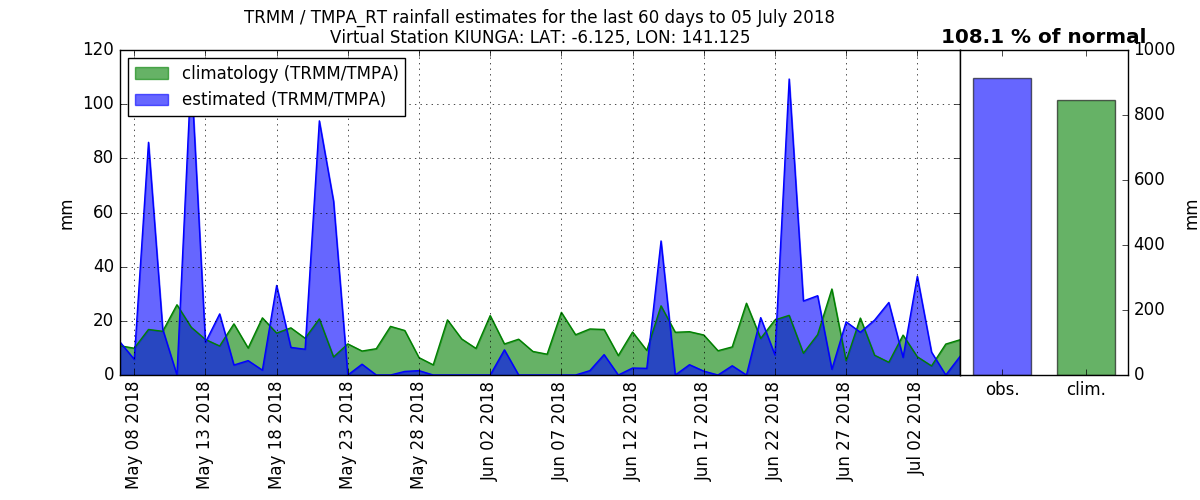 TRMM / TMPA_RT rainfall estimates for the last 60 days to 05 July 2018
Virtual Station KIUNGA: LAT: -6.125, LON: 141.125
108.1 % of normal
climatology (TRMM/TMPA)
estimated (TRMM/TMPA)
120
100
80
60
40
20
0
mm
May 08 2018
May 13 2018
May 18 2018
May 23 2018
May 28 2018
Jun 02 2018
Jun 07 2018
Jun 12 2018
Jun 17 2018
Jun 22 2018
Jun 27 2018
Jul 02 2018
1000
800
600
400
200
0
mm
obs.
clim.